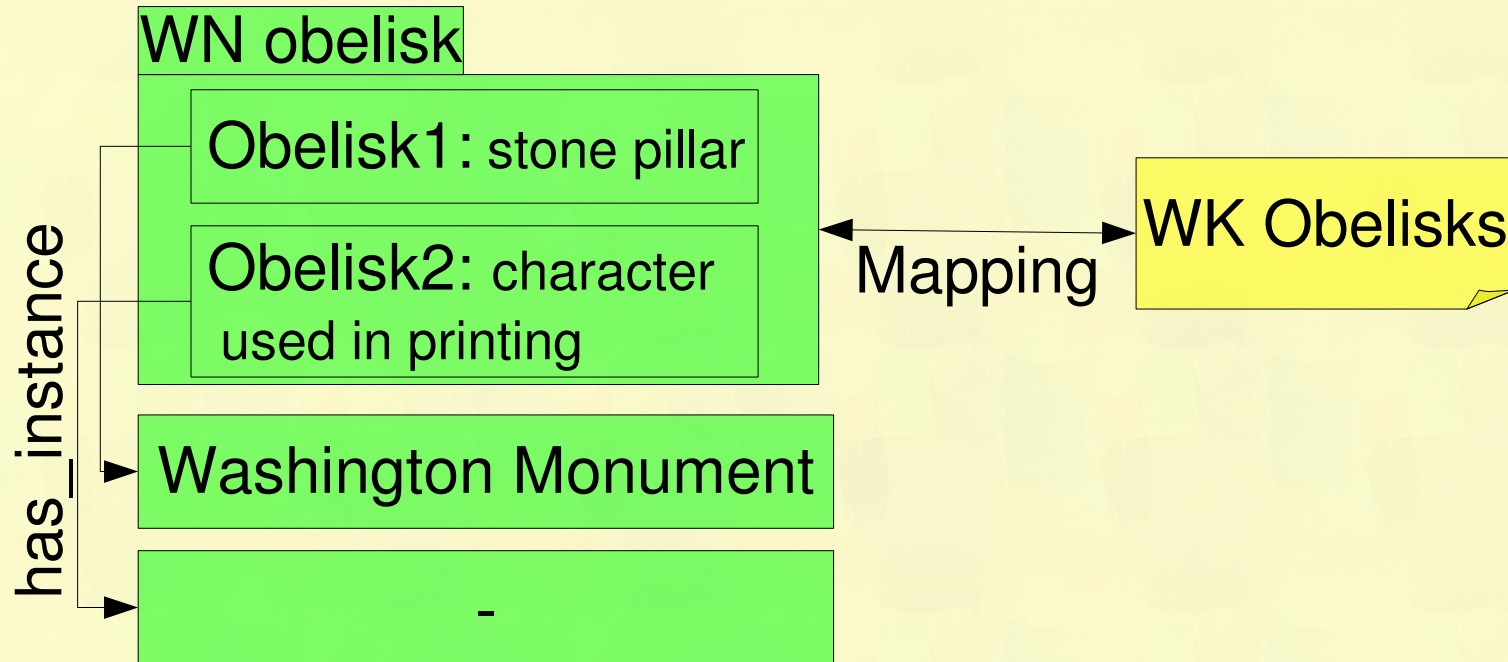 WN obelisk
Obelisk1: stone pillar
Obelisk2: character
used in printing
has_instance
Mapping
WK Obelisks
Washington Monument
-